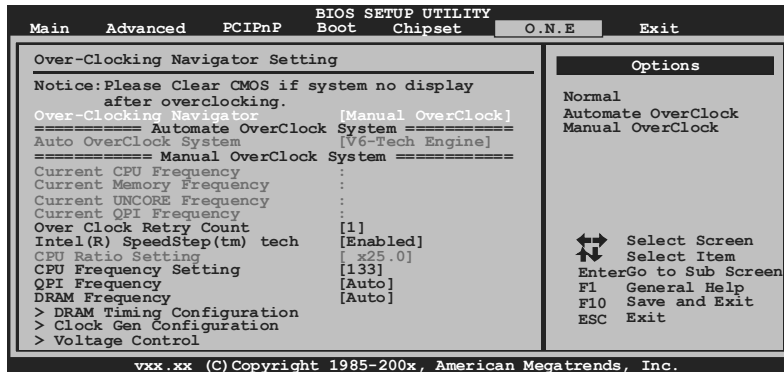 BIOS SETUP UTILITY
Main Advanced PCIPnP Boot Chipset O.N.E Exit
Over-Clocking Navigator Setting
Notice:Please Clear CMOS if system no display
after overclocking.
Over-Clocking Navigator [Manual OverClock]
=========== Automate OverClock System ===========
Auto OverClock System [V6-Tech Engine]
============ Manual OverClock System ============
Current CPU Frequency :
Current Memory Frequency :
Current UNCORE Frequency :
Current QPI Frequency :
Over Clock Retry Count [1]
Intel(R) SpeedStep(tm) tech [Enabled]
CPU Ratio Setting [ x25.0]
CPU Frequency Setting [133]
QPI Frequency [Auto]
DRAM Frequency [Auto]
> DRAM Timing Configuration
> Clock Gen Configuration
> Voltage Control
Options
Normal
Automate OverClock
Manual OverClock
Select Screen
Select Item
EnterGo to Sub Screen
F1 General Help
F10 Save and Exit
ESC Exit
vxx.xx (C)Copyright 1985-200x, American Megatrends, Inc.